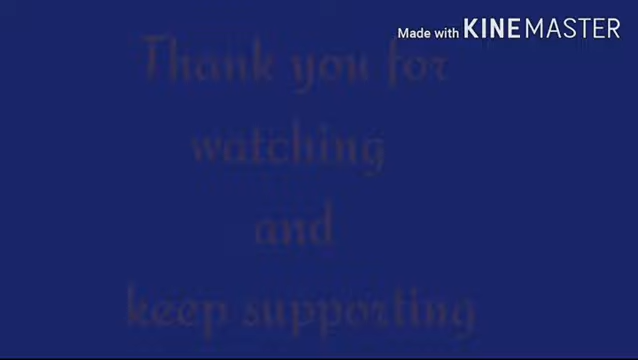 Made with KINEMASTER
Thank you for
watching
and
keep supporting